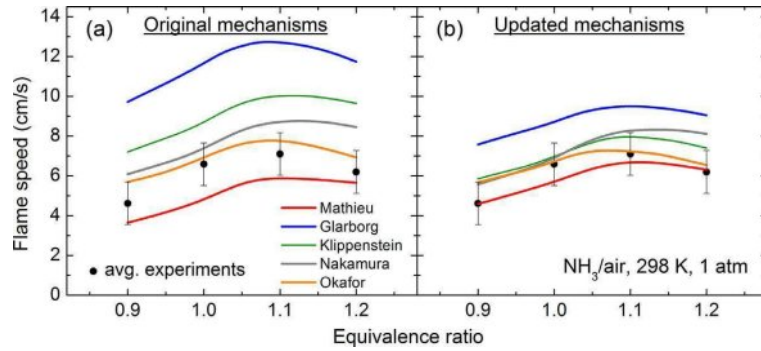 (a) Original mechanisms
(b) Updated mechanisms
Flame speed (cm/s)
14
12
10
8
6
4
2
0
Mathieu
Glarborg
Klippenstein
Nakamura
Okafor
avg. experiments
NH₃/air, 298 K, 1 atm
0.9 1.0 1.1 1.2 0.9 1.0 1.1 1.2
Equivalence ratio